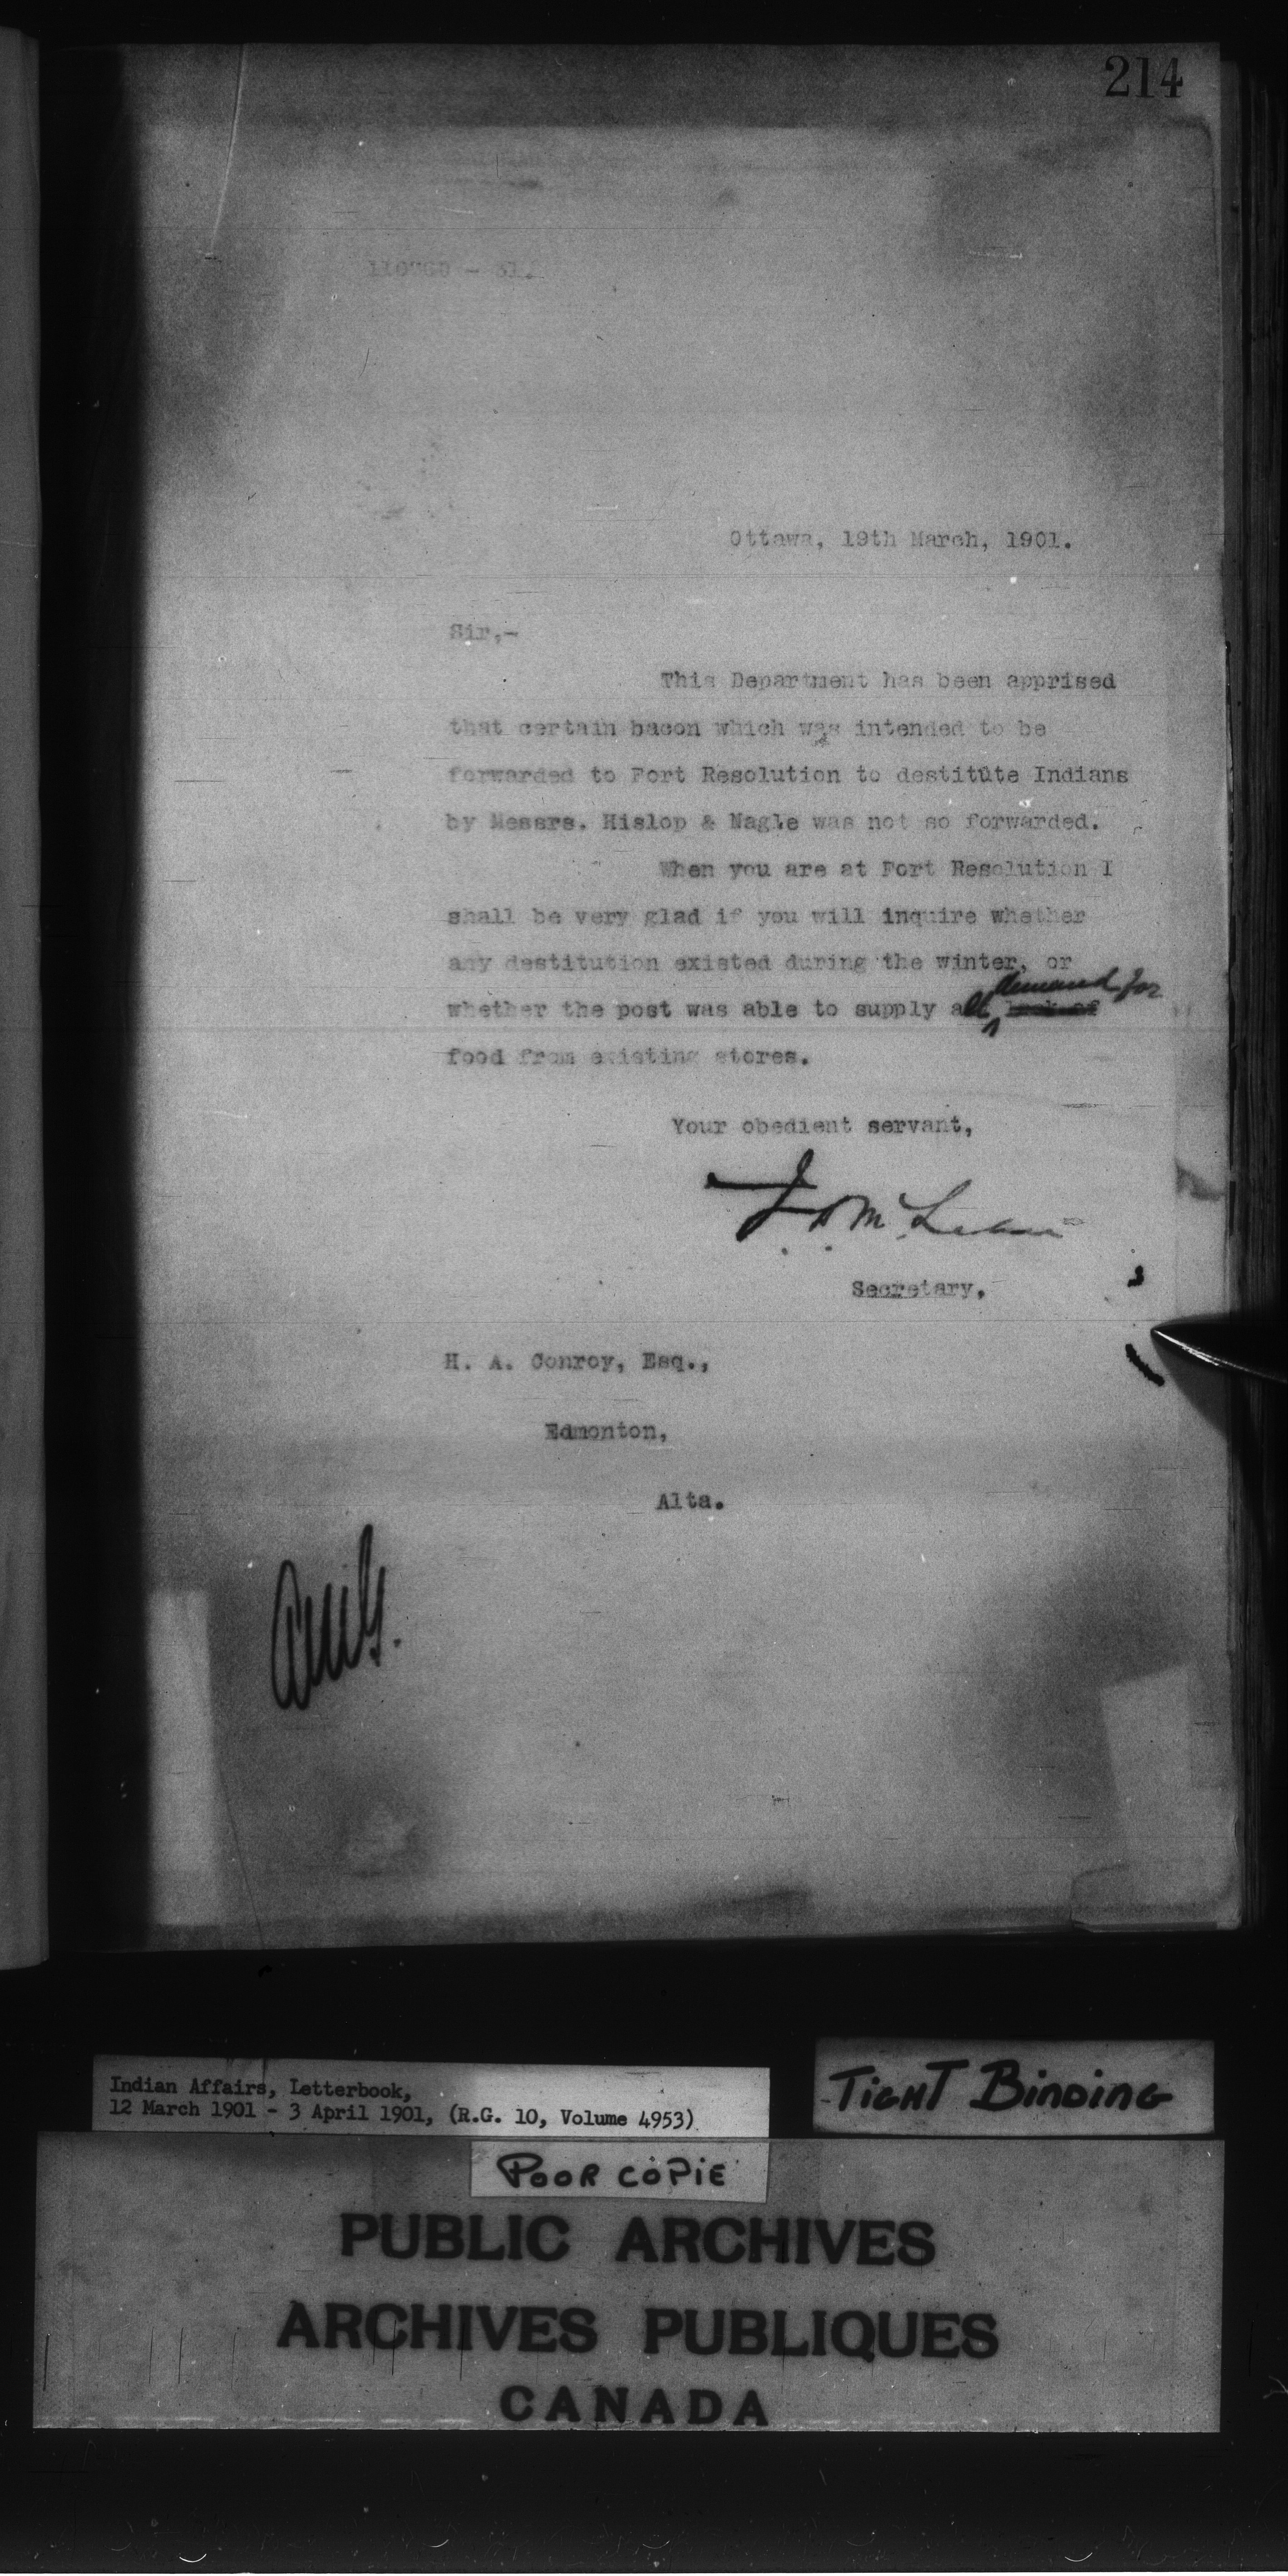 214
Ottawa, 19th March, 1901.
Sir,-
This Department has been apprised
that certain bacon which was intended to be
forwarded to Fort Resolution to destitute Indians
by Messrs. Hislop & Nagle was not so forwarded.
When you are at Fort Resolution I
shall be very glad if you will inquire whether
any destitution existed during the winter, or
demand for
whether the post was able to supply all lack of
food from existing stores.
Your obedient servant,
J. D. McLean
Secretary.
H. A. Conroy, Esq.,
Edmonton,
Alta.
Indian Affairs, Letterbook,
12 March 1901 - 3 April 1901, (R.G. 10, Volume 4953)
TIGHT BINDING
POOR COPIE
PUBLIC ARCHIVES
ARCHIVES PUBLIQUES
CANADA